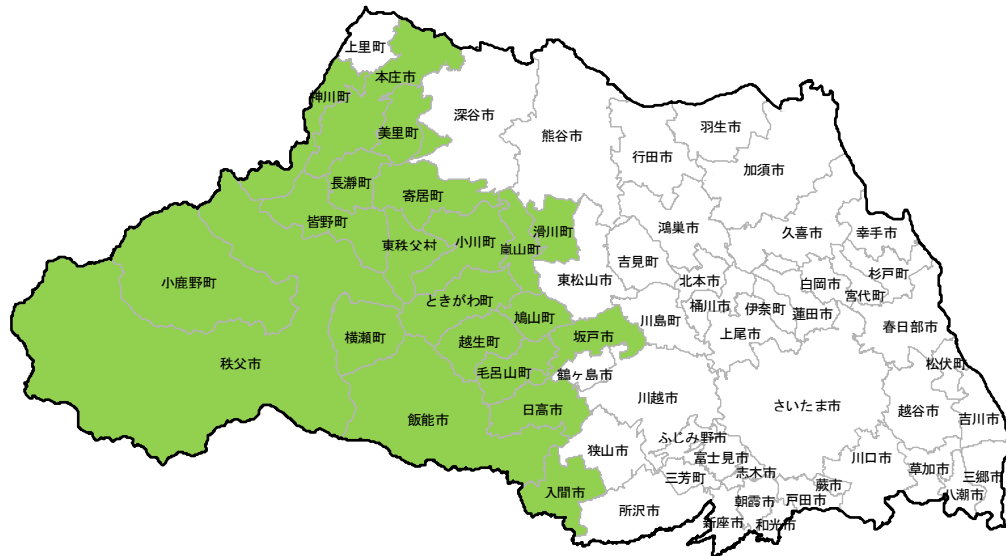 上里町
本庄市
神川町
美里町
深谷市
熊谷市
行田市
羽生市
加須市
長瀞町
寄居町
皆野町
東秩父村
小川町
嵐山町
滑川町
鴻巣市
久喜市
幸手市
小鹿野町
東松山市
吉見町
北本市
白岡市
杉戸町
宮代町
ときがわ町
鳩山町
川島町
桶川市
伊奈町
蓮田市
横瀬町
越生町
坂戸市
上尾市
春日部市
秩父市
毛呂山町
鶴ヶ島市
松伏町
飯能市
日高市
川越市
さいたま市
越谷市
吉川市
狭山市
ふじみ野市
富士見市
三芳町
志木市
川口市
草加市
三郷市
八潮市
入間市
所沢市
朝霞市
新座市
和光市
戸田市
蕨市